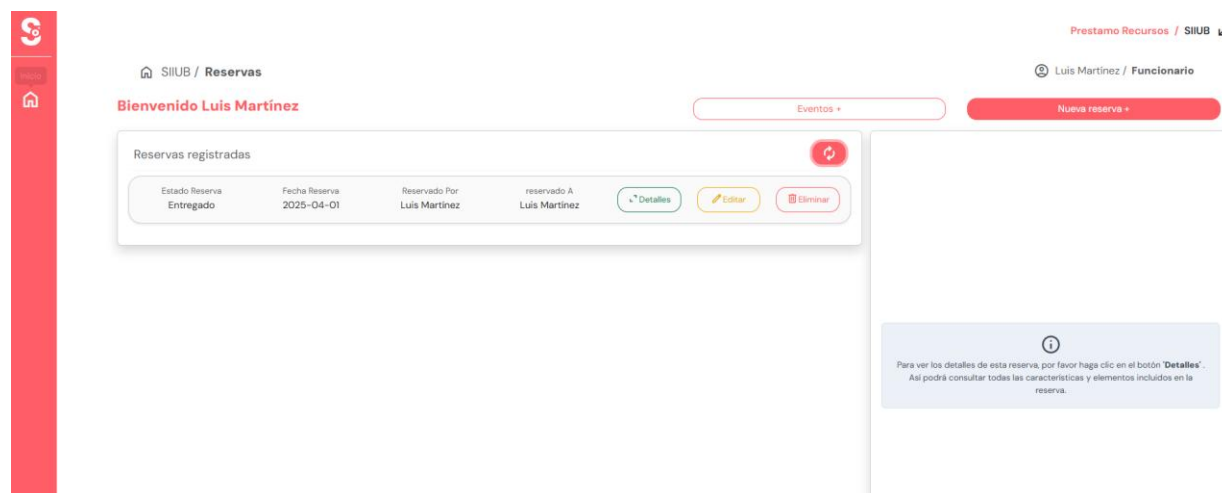 Prestamo Recursos / SIIUB
Inicio
SIIUB / Reservas
Luis Martínez / Funcionario
Bienvenido Luis Martínez
Eventos +
Nueva reserva +
Reservas registradas
Estado Reserva Fecha Reserva Reservado Por reservado A
Entregado 2025-04-01 Luis Martinez Luis Martinez Detalles Editar Eliminar
Para ver los detalles de esta reserva, por favor haga clic en el botón "Detalles".
Así podrá consultar todas las características y elementos incluidos en la
reserva.